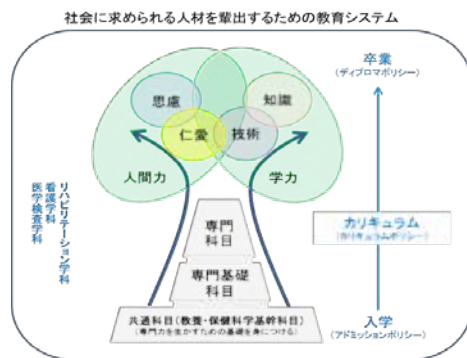 社会に求められる人材を輩出するための教育システム
卒業
(ディプロマポリシー)
思慮
知識
仁愛
技術
人間力
学力
リハビリテーション学科
看護学科
医学検査学科
専門
科目
カリキュラム
(カリキュラムポリシー)
専門基礎
科目
共通科目(教養・保健科学基幹科目)
(専門力を生かすための基礎を身につける)
入学
(アドミッションポリシー)